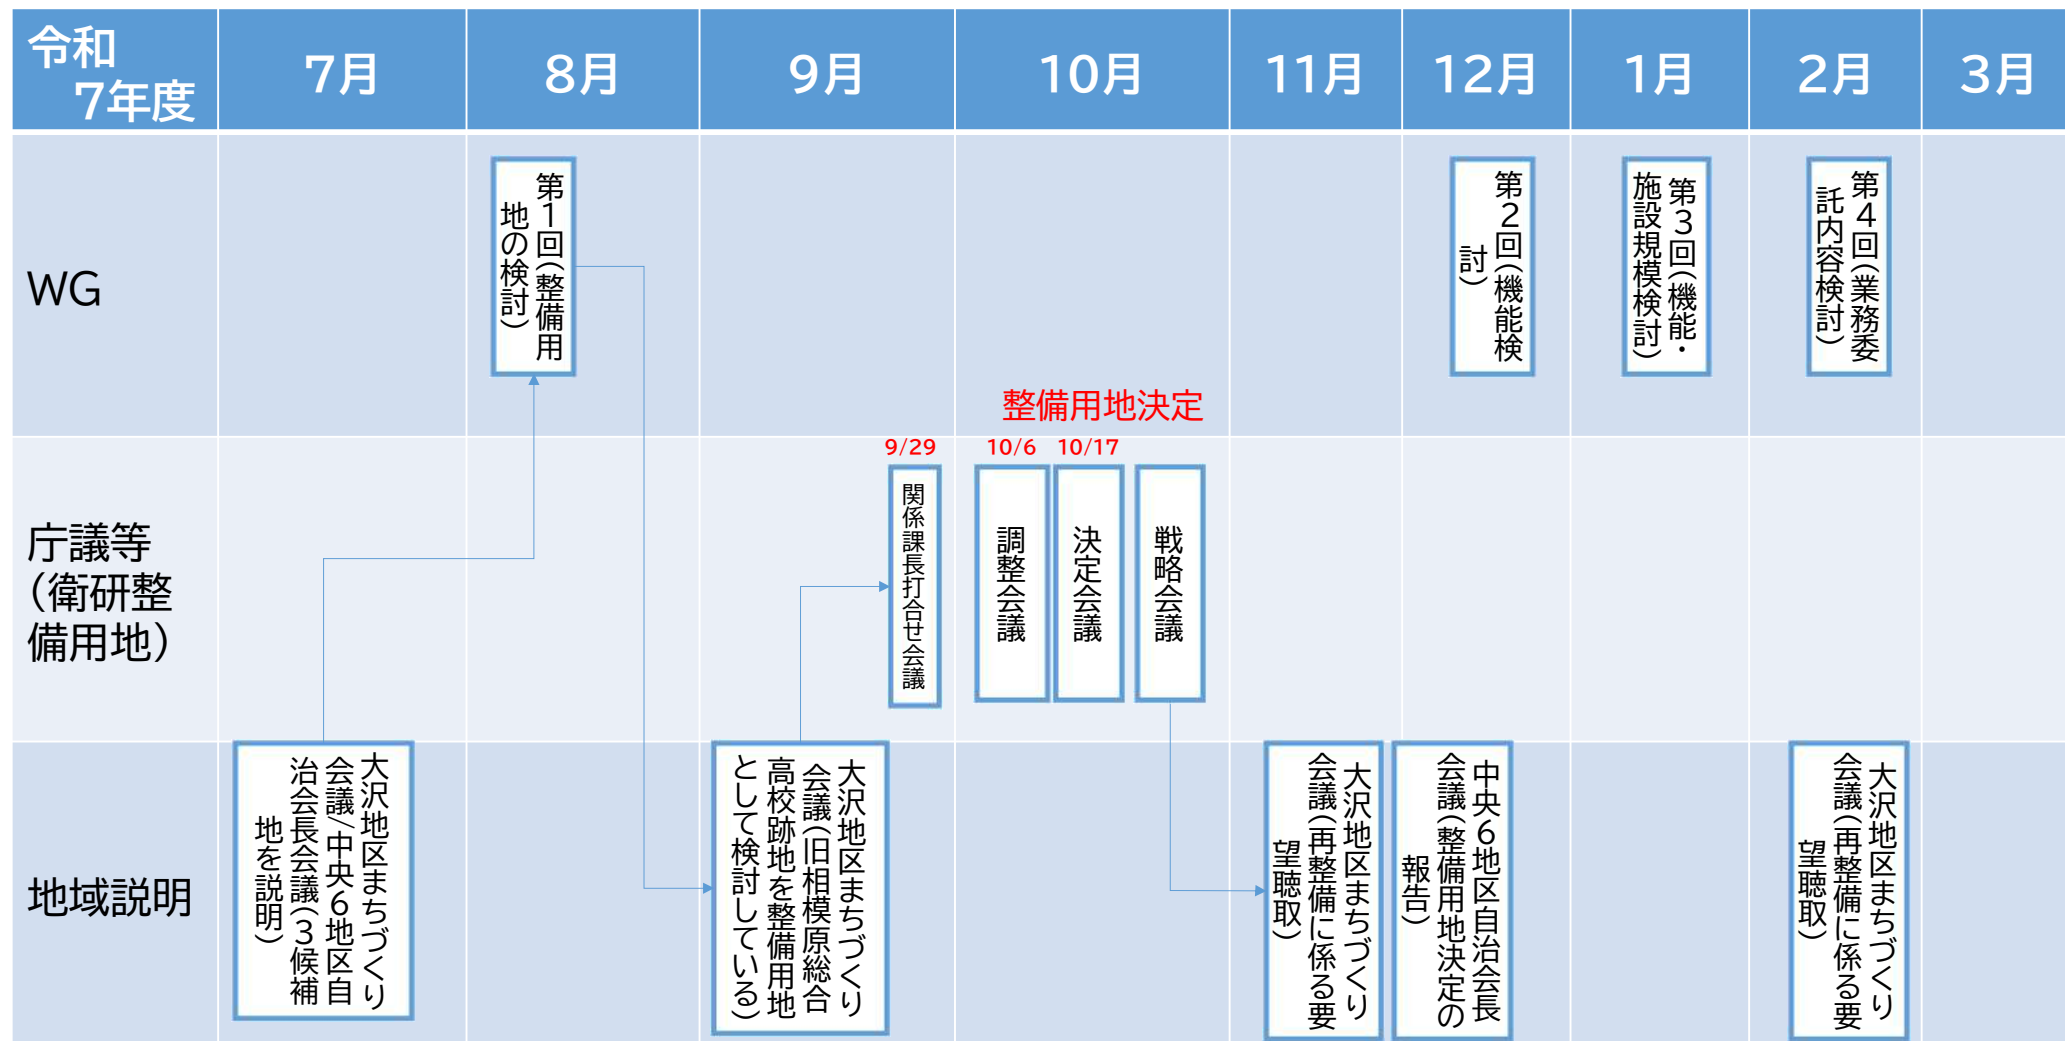 令和
7年度
7月
8月
9月
10月
11月
12月
1月
2月
3月
WG
第1回(整備用
地の検討)
第2回(機能検
討)
第3回(機能・
施設規模検討)
第4回(業務委
託内容検討)
整備用地決定
庁議等
(衛研整
備用地)
9/29
関係課長打合せ会議
10/6
調整会議
10/17
決定会議
戦略会議
地域説明
大沢地区まちづくり
会議/中央6地区自
治会長会議(3候補
地を説明)
大沢地区まちづくり
会議(旧相模原総合
高校跡地を整備用地
として検討している)
大沢地区まちづくり
会議(再整備に係る要
望聴取)
中央6地区自治会長
会議(整備用地決定の
報告)
大沢地区まちづくり
会議(再整備に係る要
望聴取)